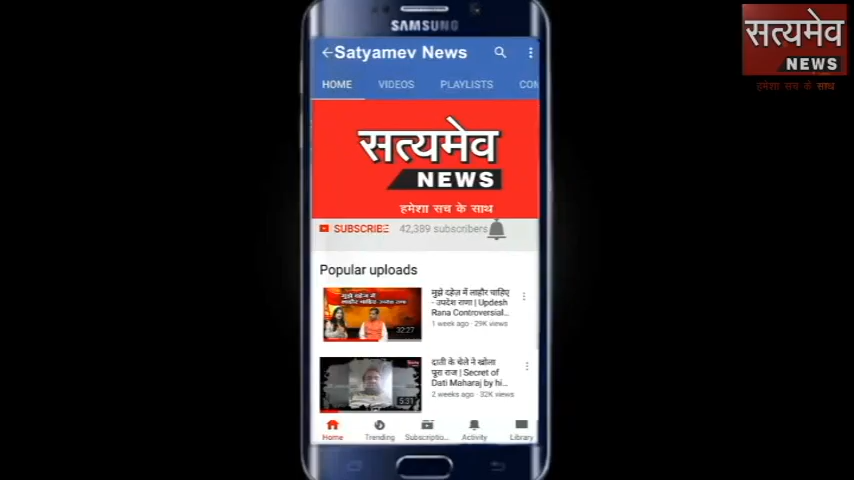 SAMSUNG
Satyamev News
HOME VIDEOS PLAYLISTS CON
सत्यमेव
NEWS
हमेशा सच के साथ
SUBSCRIBE 42,389 subscribers
Popular uploads
मुझे दहेज़ में
लाहौर चाहिए
32:27
मुझे दहेज़ में लाहौर चाहिए
- उपदेश राणा | Updesh
Rana Controversial...
1 week ago · 29K views
5:31
दाती के चेले ने खोला
पूरा राज | Secret of
Dati Maharaj by hi...
2 weeks ago · 32K views
Home Trending Subscriptio... Activity Library
सत्यमेव
NEWS
हमेशा सच के साथ